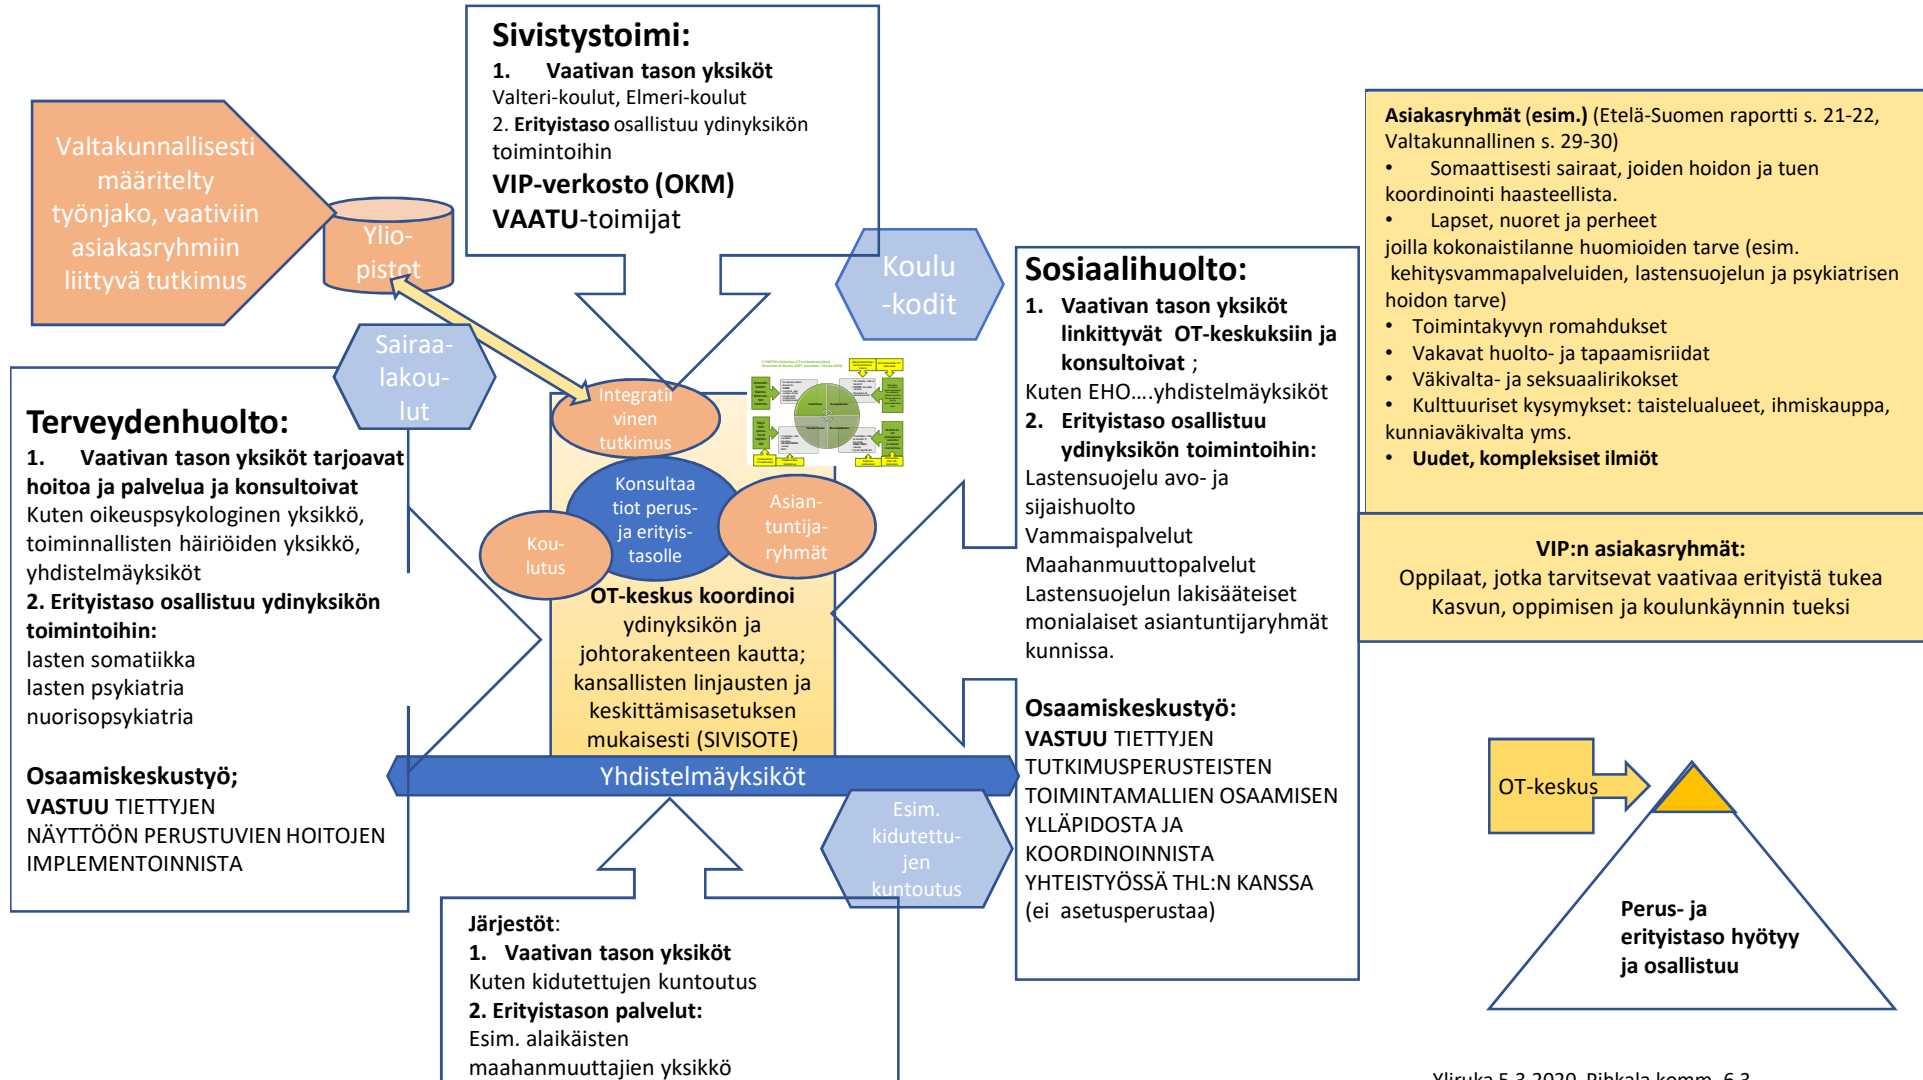 Sivistystoimi:
1. Vaativan tason yksiköt
Valteri-koulut, Elmeri-koulut
2. Erityistaso osallistuu ydinyksikön
toimintoihin
VIP-verkosto (OKM)
VAATU-toimijat
Valtakunnallisesti
määritelty
työnjako, vaativiin
asiakasryhmiin
liittyvä tutkimus
Ylio-
pistot
Koulu
-kodit
Sairaa-
lakou-
lut
Terveydenhuolto:
1. Vaativan tason yksiköt tarjoavat
hoitoa ja palvelua ja konsultoivat
Kuten oikeuspsykologinen yksikkö,
toiminnallisten häiriöiden yksikkö,
yhdistelmäyksiköt
2. Erityistaso osallistuu ydinyksikön
toimintoihin:
lasten somatiikka
lasten psykiatria
nuorisopsykiatria
Osaamiskeskustyö;
VASTUU TIETTYJEN
NÄYTTÖÖN PERUSTUVIEN HOITOJEN
IMPLEMENTOINNISTA
Integratii
vinen
tutkimus
Konsultaa
tiot perus-
ja erityis-
tasolle
Asian-
tuntija-
ryhmät
Kou-
lutus
OT-keskus koordinoi
ydinyksikön ja
johtorakenteen kautta;
kansallisten linjausten ja
keskittämisasetuksen
mukaisesti (SIVISOTE)
Yhdistelmäyksiköt
Esim.
kidutettu-
jen
kuntoutus
Järjestöt:
1. Vaativan tason yksiköt
Kuten kidutettujen kuntoutus
2. Erityistason palvelut:
Esim. alaikäisten
maahanmuuttajien yksikkö
Sosiaalihuolto:
1. Vaativan tason yksiköt
linkittyvät OT-keskuksiin ja
konsultoivat ;
Kuten EHO....yhdistelmäyksiköt
2. Erityistaso osallistuu
ydinyksikön toimintoihin:
Lastensuojelu avo- ja
sijaishuolto
Vammaispalvelut
Maahanmuuttopalvelut
Lastensuojelun lakisääteiset
monialaiset asiantuntijaryhmät
kunnissa.
Osaamiskeskustyö:
VASTUU TIETTYJEN
TUTKIMUSPERUSTEISTEN
TOIMINTAMALLIEN OSAAMISEN
YLLÄPIDOSTA JA
KOORDINOINNISTA
YHTEISTYÖSSÄ THL:N KANSSA
(ei asetusperustaa)
Asiakasryhmät (esim.) (Etelä-Suomen raportti s. 21-22,
Valtakunnallinen s. 29-30)
• Somaattisesti sairaat, joiden hoidon ja tuen
koordinointi haasteellista.
• Lapset, nuoret ja perheet
joilla kokonaistilanne huomioiden tarve (esim.
kehitysvammapalveluiden, lastensuojelun ja psykiatrisen
hoidon tarve)
• Toimintakyvyn romahdukset
• Vakavat huolto- ja tapaamisriidat
• Väkivalta- ja seksuaalirikokset
• Kulttuuriset kysymykset: taistelualueet, ihmiskauppa,
kunniaväkivalta yms.
• Uudet, kompleksiset ilmiöt
VIP:n asiakasryhmät:
Oppilaat, jotka tarvitsevat vaativaa erityistä tukea
Kasvun, oppimisen ja koulunkäynnin tueksi
OT-keskus
Perus- ja
erityistaso hyötyy
ja osallistuu
Yliruka 5.3.2020, Pihkala komm. 6.3.